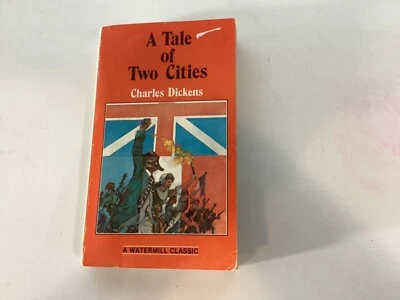 A Tale
of
Two Cities
Charles Dickens
A WATERMILL CLASSIC